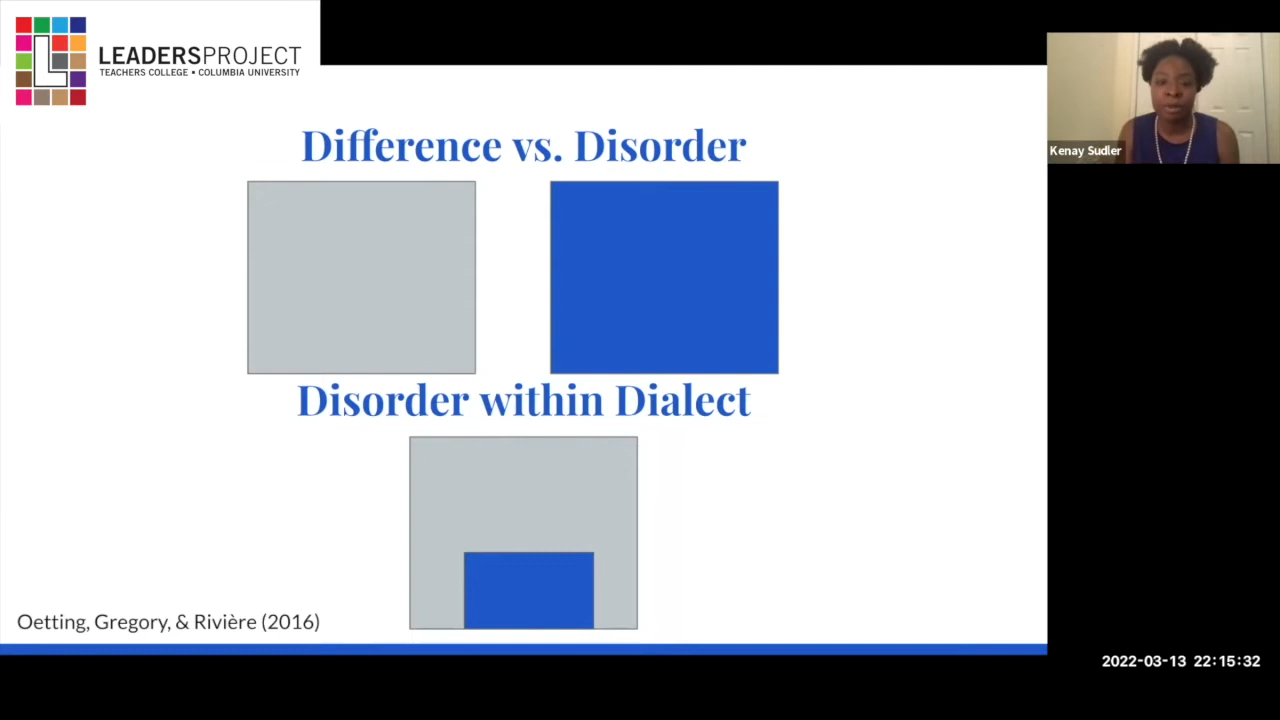 LEADERSPROJECT
TEACHERS COLLEGE • COLUMBIA UNIVERSITY
Kenay Sudler
Difference vs. Disorder
Disorder within Dialect
Oetting, Gregory, & Rivière (2016)
2022-03-13 22:15:32